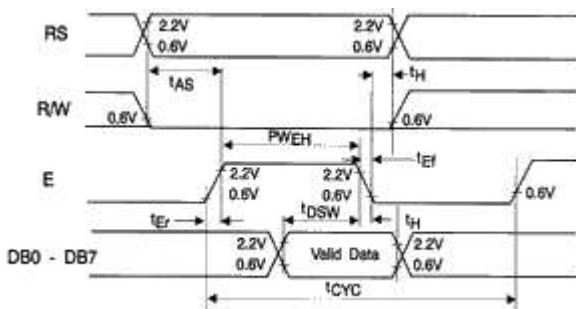 RS 2.2V 2.2V
0.6V 0.6V
tAS tH
R/W 0.6V 0.6V
PWEH
tEf
E 2.2V 2.2V 0.6V
0.6V 0.6V
tEr tDSW tH
DB0 - DB7 2.2V Valid Data 2.2V
0.6V 0.6V
tCYC